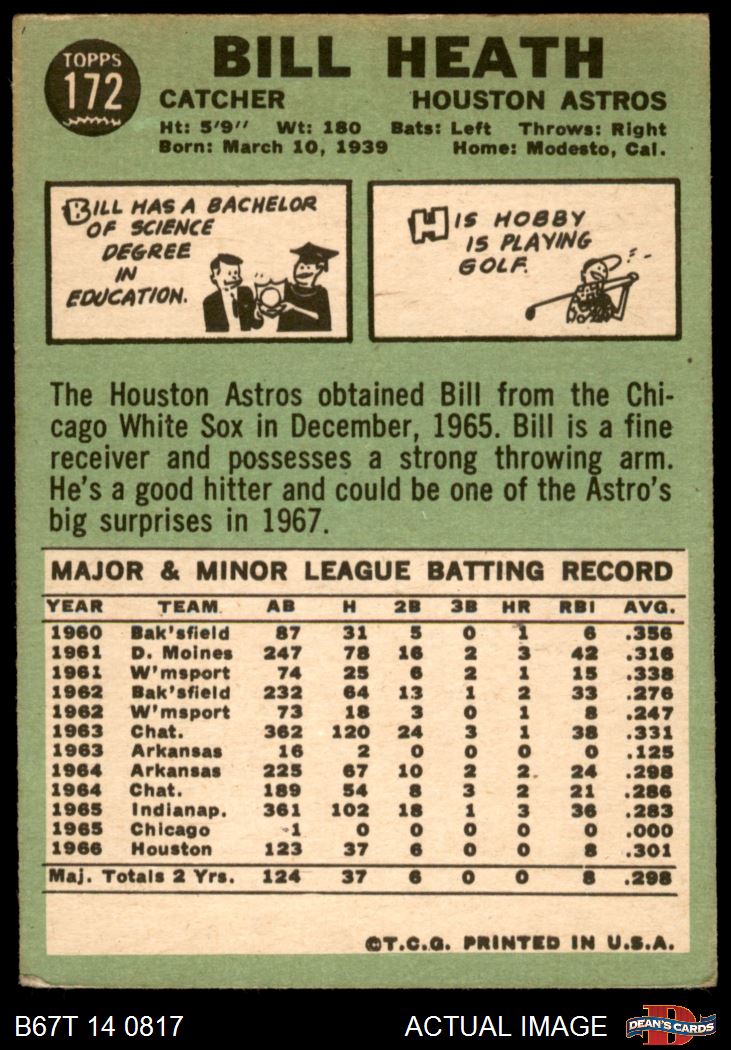 TOPPS
172
BILL HEATH
CATCHER HOUSTON ASTROS
Ht: 5'9" Wt: 180 Bats: Left Throws: Right
Born: March 10, 1939 Home: Modesto, Cal.
BILL HAS A BACHELOR
OF SCIENCE
DEGREE
IN
EDUCATION.
HIS HOBBY
IS PLAYING
GOLF.
The Houston Astros obtained Bill from the Chi-
cago White Sox in December, 1965. Bill is a fine
receiver and possesses a strong throwing arm.
He's a good hitter and could be one of the Astro's
big surprises in 1967.
MAJOR & MINOR LEAGUE BATTING RECORD
YEAR TEAM AB H 2B 3B HR RBI AVG.
1960 Bak'sfield 87 31 5 0 1 6 .356
1961 D. Moines 247 78 16 2 3 42 .316
1961 W'msport 74 25 6 2 1 15 .338
1962 Bak'sfield 232 64 13 1 2 33 .276
1962 W'msport 73 18 3 0 1 8 .247
1963 Chat. 362 120 24 3 1 38 .331
1963 Arkansas 16 2 0 0 0 0 .125
1964 Arkansas 225 67 10 2 2 24 .298
1964 Chat. 189 54 8 3 2 21 .286
1965 Indianap. 361 102 18 1 3 36 .283
1965 Chicago 1 0 0 0 0 0 .000
1966 Houston 123 37 6 0 0 8 .301
Maj. Totals 2 Yrs. 124 37 6 0 0 8 .298
©T.C.G. PRINTED IN U.S.A.
B67T 14 0817 ACTUAL IMAGE
D
DEAN'S CARDS